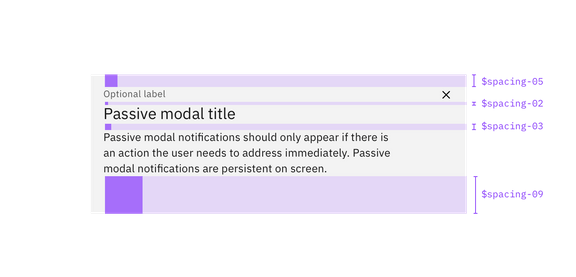 $spacing-05
Optional label
$spacing-02
Passive modal title
$spacing-03
Passive modal notifications should only appear if there is
an action the user needs to address immediately. Passive
modal notifications are persistent on screen.
$spacing-09